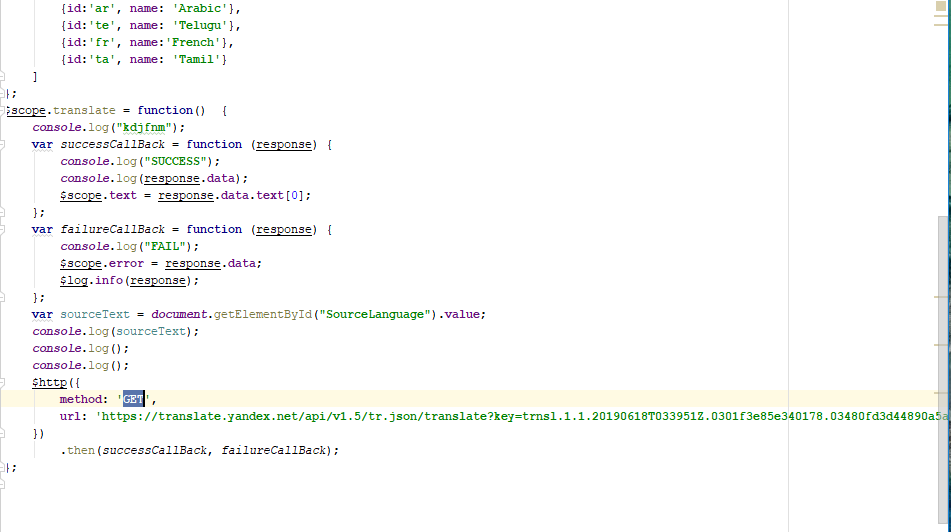 {id:'ar', name: 'Arabic'},
{id:'te', name: 'Telugu'},
{id:'fr', name:'French'},
{id:'ta', name: 'Tamil'}
]
};
$scope.translate = function()  {
console.log("kdjfnm");
var successCallBack = function (response) {
console.log("SUCCESS");
console.log(response.data);
$scope.text = response.data.text[0];
};
var failureCallBack = function (response) {
console.log("FAIL");
$scope.error = response.data;
$log.info(response);
};
var sourceText = document.getElementById("SourceLanguage").value;
console.log(sourceText);
console.log();
console.log();
$http({
method: 'GET',
url: 'https://translate.yandex.net/api/v1.5/tr.json/translate?key=trnsl.1.1.20190618T033951Z.0301f3e85e340178.03480fd3d44890a5a
})
.then(successCallBack, failureCallBack);
};